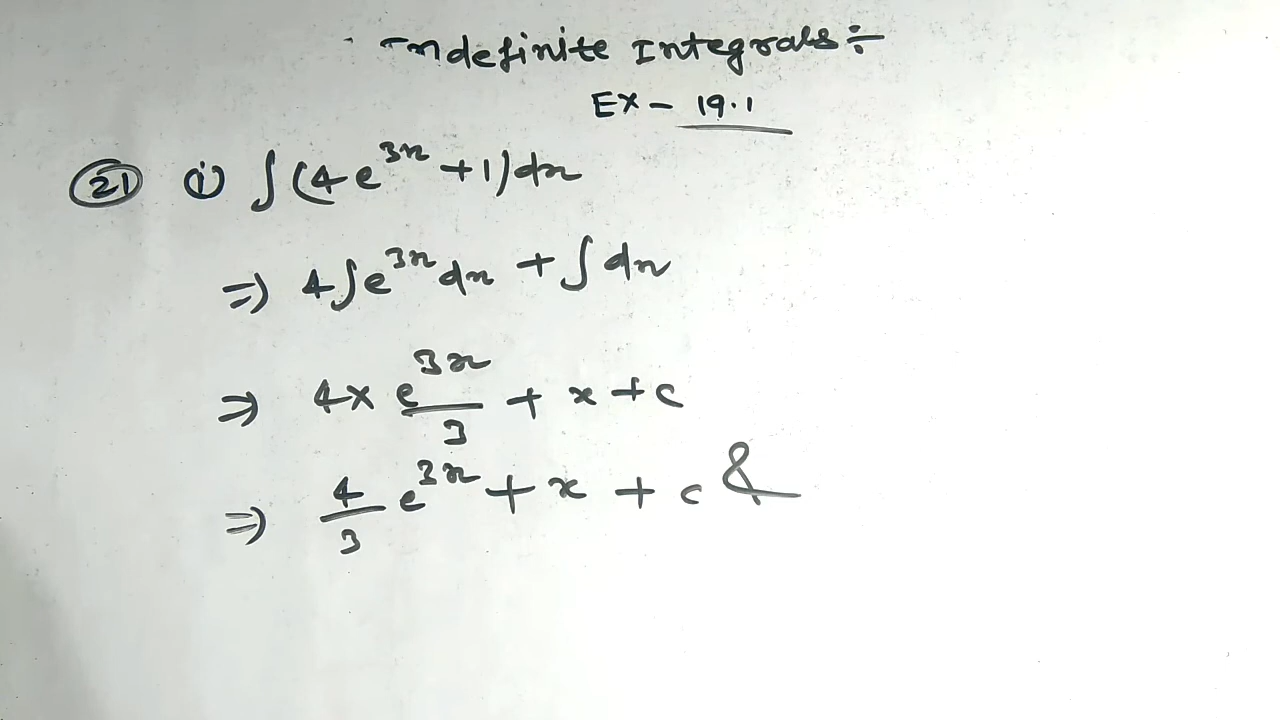 Indefinite Integrals ÷
EX - 19.1
(21) (i) ∫(4e^{3x} + 1)dx
⇒ 4∫e^{3x} dx + ∫dx
⇒ 4 × e^{3x}/3 + x + c
⇒ 4/3 e^{3x} + x + c &